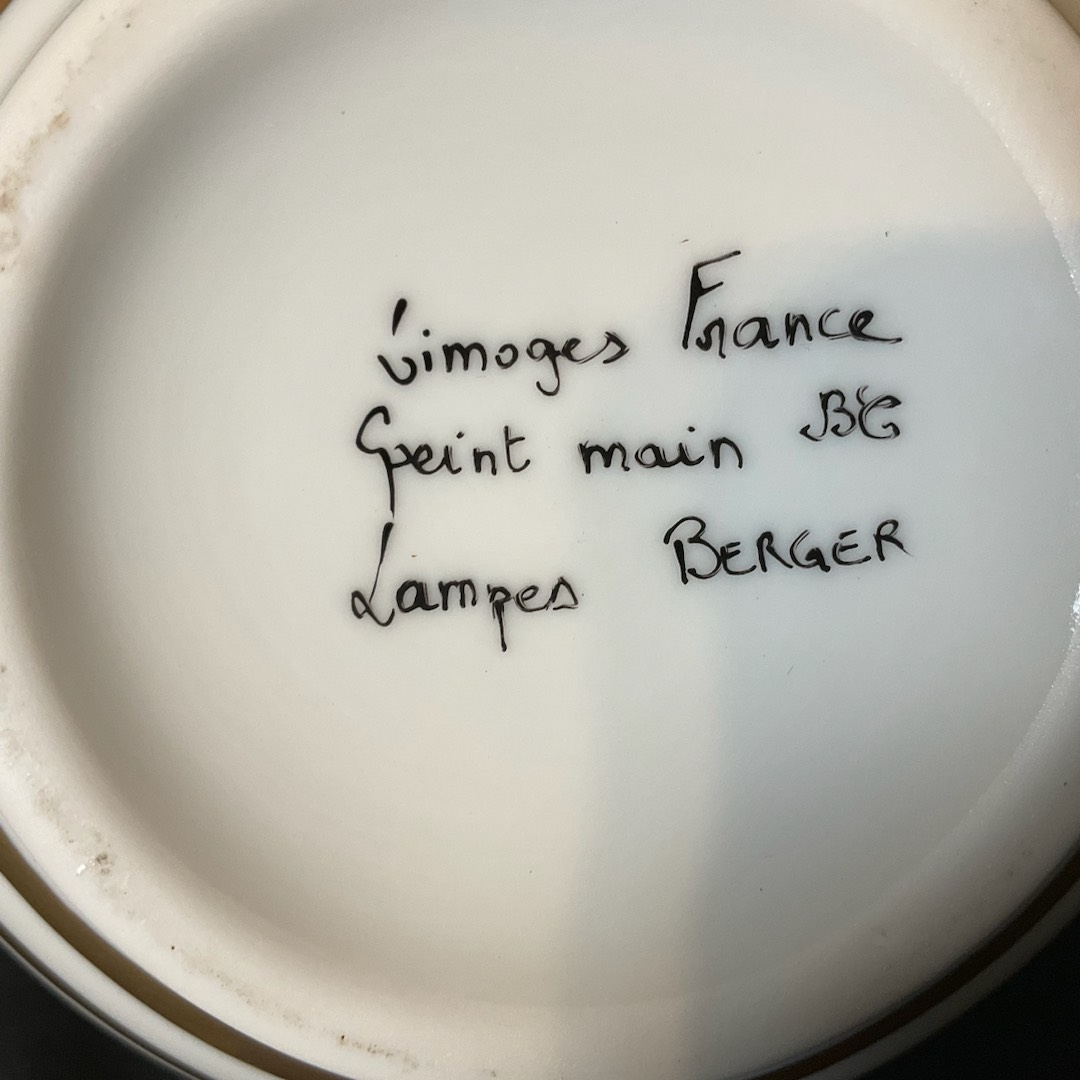 Limoges France
Peint main BG
Lampes BERGER